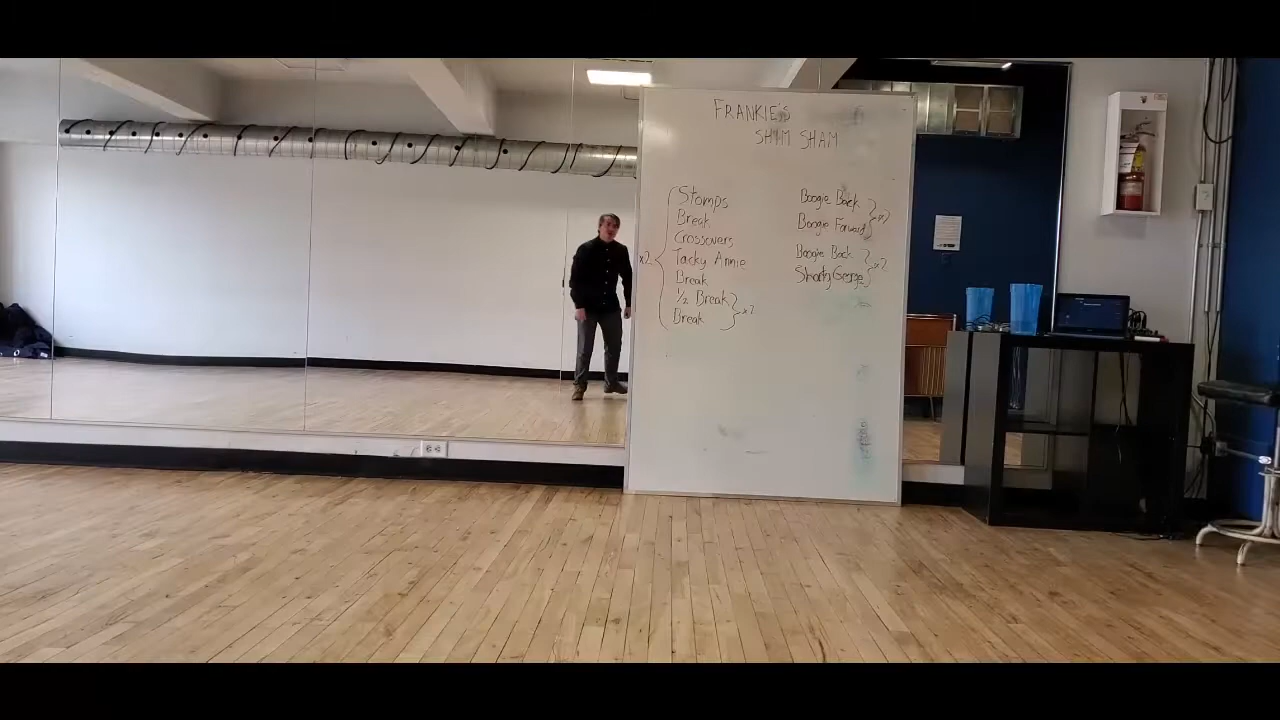 FRANKIE'S
SHIM SHAM
Stomps
Break
Crossovers
Tacky Annie
Break
1/2 Break
Break
x2
x2
Boogie Back
Boogie Forward
x2
Boogie Back
Shorty George
x2